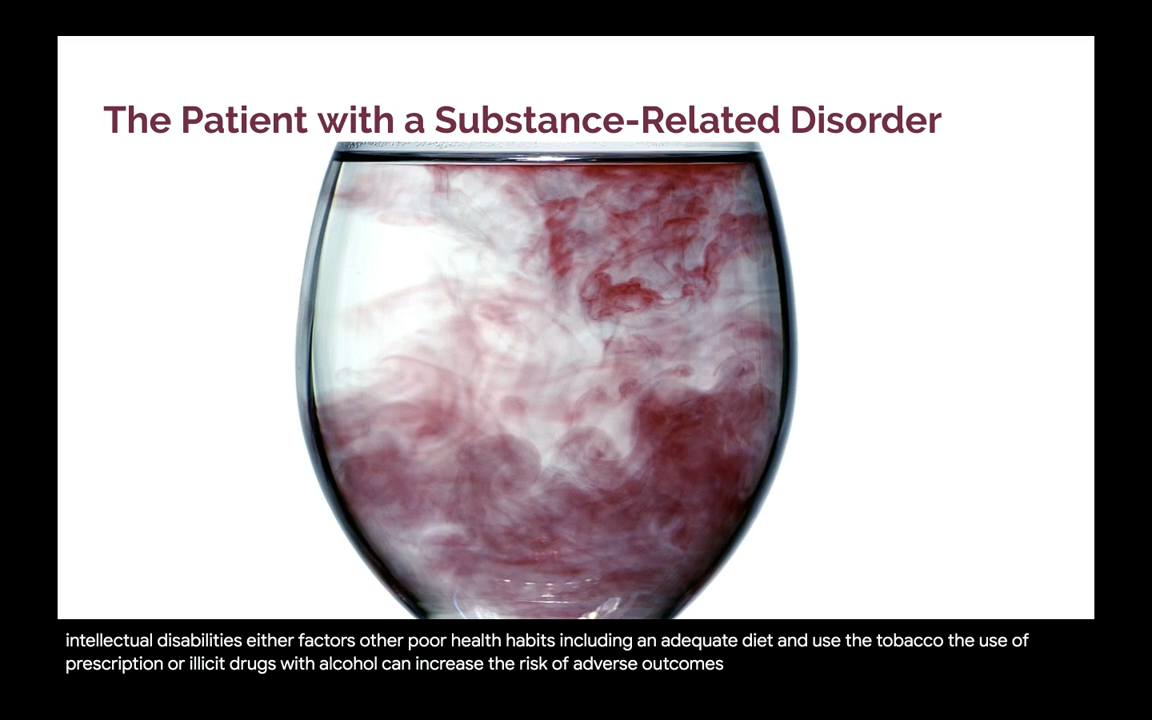 The Patient with a Substance-Related Disorder
intellectual disabilities either factors other poor health habits including an adequate diet and use the tobacco the use of
prescription or illicit drugs with alcohol can increase the risk of adverse outcomes